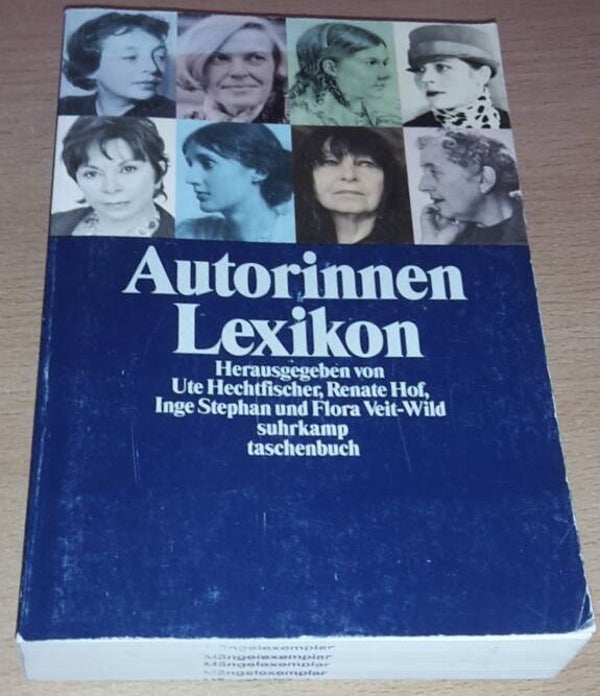 Autorinnen
Lexikon
Herausgegeben von
Ute Hechtfischer, Renate Hof,
Inge Stephan und Flora Veit-Wild
suhrkamp
taschenbuch
Mängelexemplar
Mängelexemplar
Mängelexemplar
Mängelexemplar